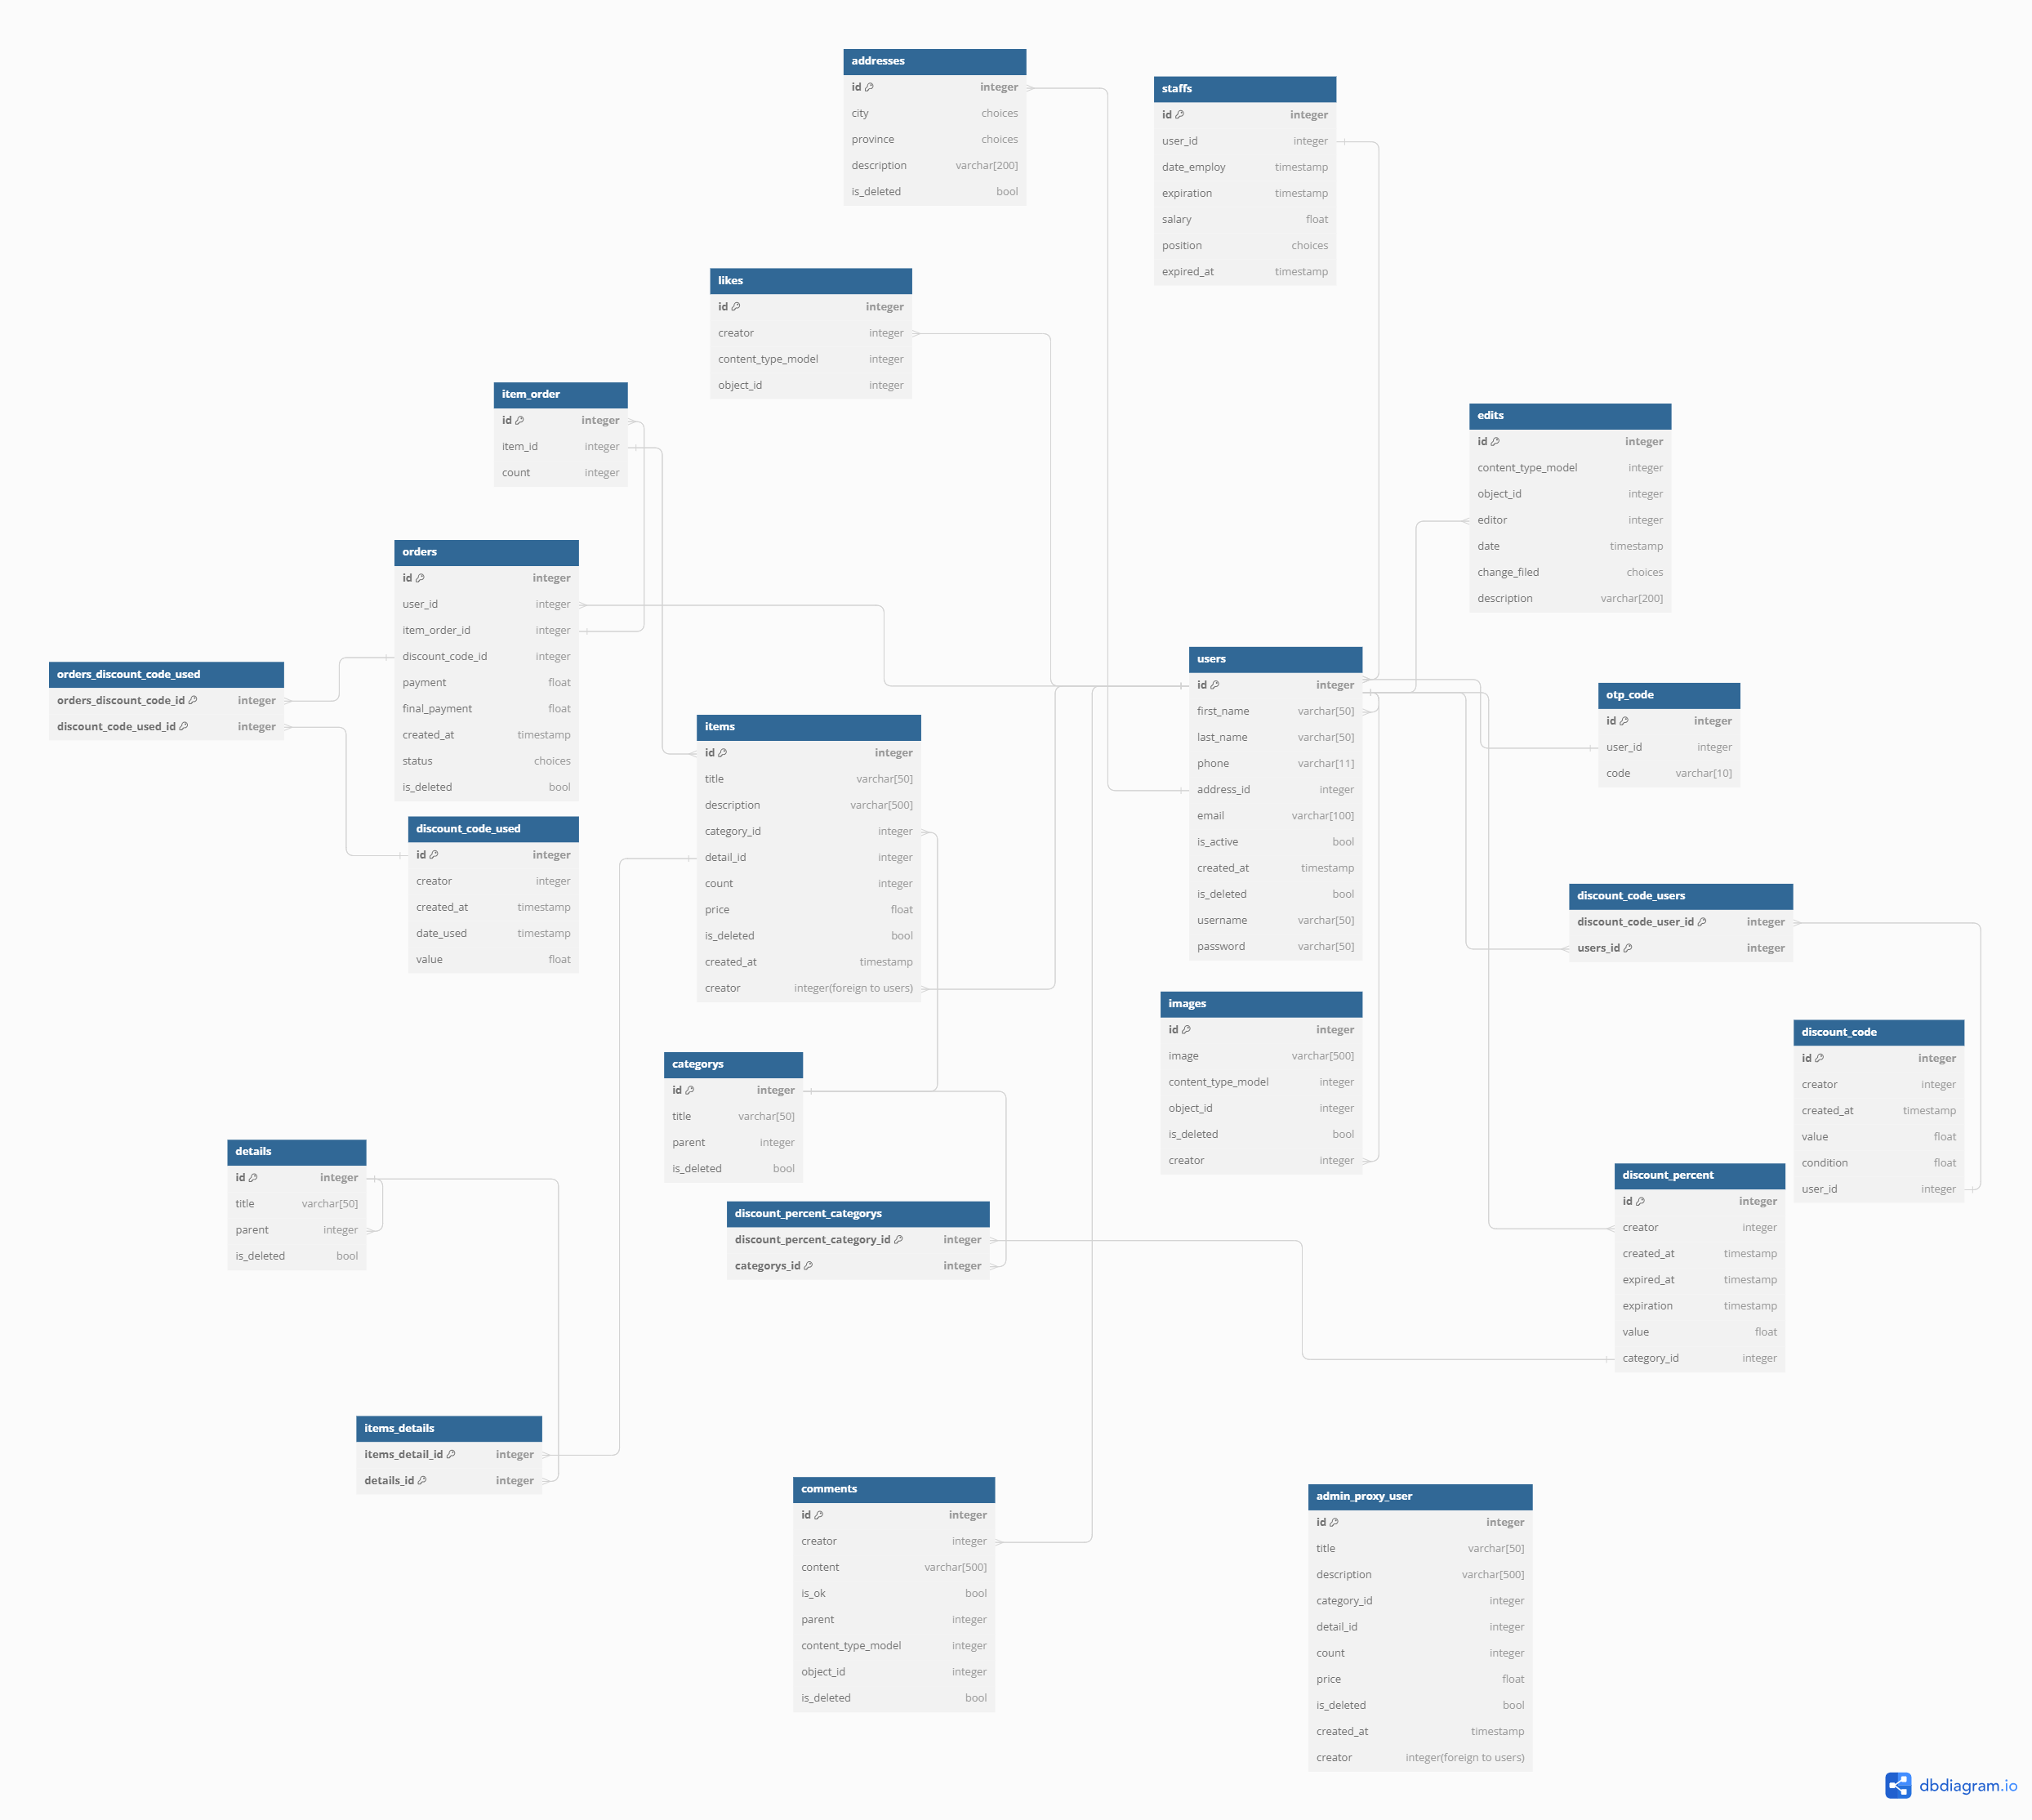 addresses
id integer
city choices
province choices
description varchar[200]
is_deleted bool
staffs
id integer
user_id integer
date_employ timestamp
expiration timestamp
salary float
position choices
expired_at timestamp
likes
id integer
creator integer
content_type_model integer
object_id integer
item_order
id integer
item_id integer
count integer
edits
id integer
content_type_model integer
object_id integer
editor integer
date timestamp
change_filed choices
description varchar[200]
orders
id integer
user_id integer
item_order_id integer
discount_code_id integer
payment float
final_payment float
created_at timestamp
status choices
is_deleted bool
orders_discount_code_used
orders_discount_code_id integer
discount_code_used_id integer
users
id integer
first_name varchar[50]
last_name varchar[50]
phone varchar[11]
address_id integer
email varchar[100]
is_active bool
created_at timestamp
is_deleted bool
username varchar[50]
password varchar[50]
otp_code
id integer
user_id integer
code varchar[10]
items
id integer
title varchar[50]
description varchar[500]
category_id integer
detail_id integer
count integer
price float
is_deleted bool
created_at timestamp
creator integer(foreign to users)
discount_code_used
id integer
creator integer
created_at timestamp
date_used timestamp
value float
discount_code_users
discount_code_user_id integer
users_id integer
images
id integer
image varchar[500]
content_type_model integer
object_id integer
is_deleted bool
creator integer
discount_code
id integer
creator integer
created_at timestamp
value float
condition float
user_id integer
categorys
id integer
title varchar[50]
parent integer
is_deleted bool
details
id integer
title varchar[50]
parent integer
is_deleted bool
discount_percent
id integer
creator integer
created_at timestamp
expired_at timestamp
expiration timestamp
value float
category_id integer
discount_percent_categorys
discount_percent_category_id integer
categorys_id integer
items_details
items_detail_id integer
details_id integer
comments
id integer
creator integer
content varchar[500]
is_ok bool
parent integer
content_type_model integer
object_id integer
is_deleted bool
admin_proxy_user
id integer
title varchar[50]
description varchar[500]
category_id integer
detail_id integer
count integer
price float
is_deleted bool
created_at timestamp
creator integer(foreign to users)
dbdiagram.io